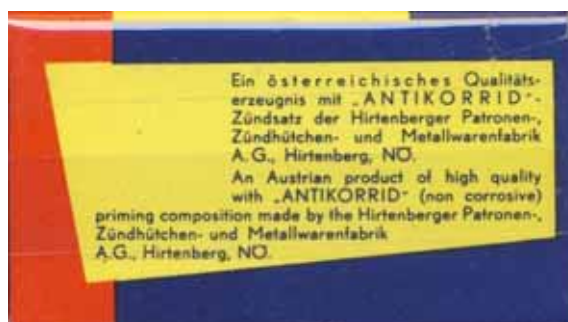 Ein österreichisches Qualitäts-
erzeugnis mit „ANTIKORRID"-
Zündsatz der Hirtenberger Patronen-,
Zündhütchen- und Metallwarenfabrik
A. G., Hirtenberg, NÖ.
An Austrian product of high quality
with „ANTIKORRID" (non corrosive)
priming composition made by the Hirtenberger Patronen-,
Zündhütchen- und Metallwarenfabrik
A.G., Hirtenberg, NÖ.